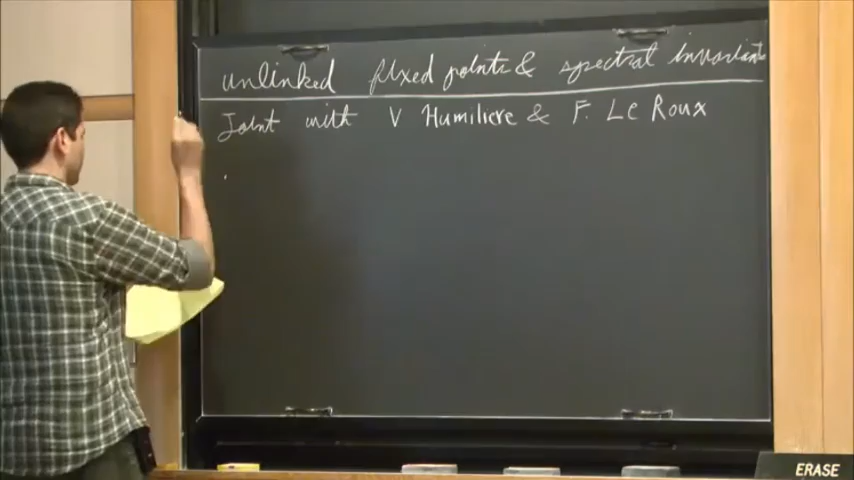 unlinked fixed points & spectral invariants
Joint with V Humiliere & F. Le Roux
ERASE